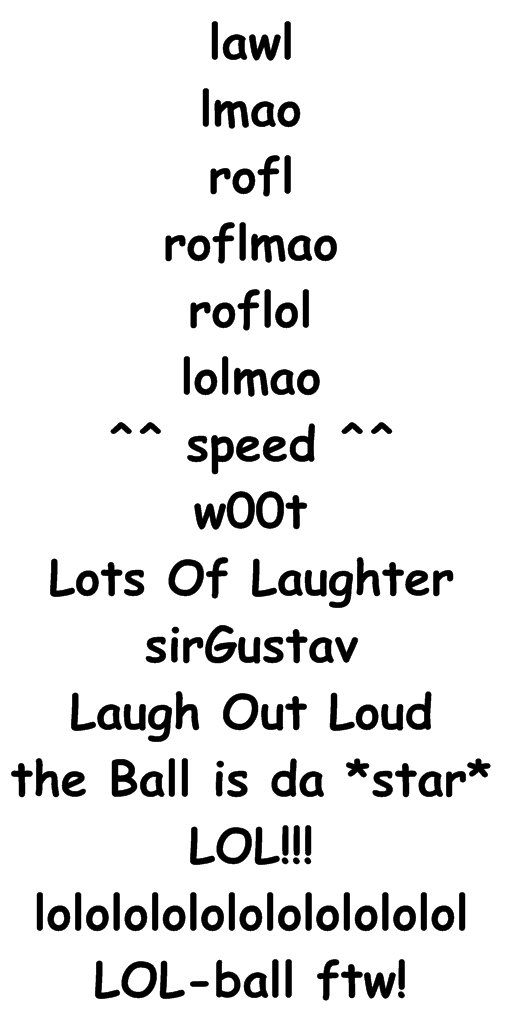 lawl
lmao
rofl
roflmao
roflol
lolmao
^^ speed ^^
w00t
Lots Of Laughter
sirGustav
Laugh Out Loud
the Ball is da *star*
LOL!!!
lolololololololololololol
LOL-ball ftw!